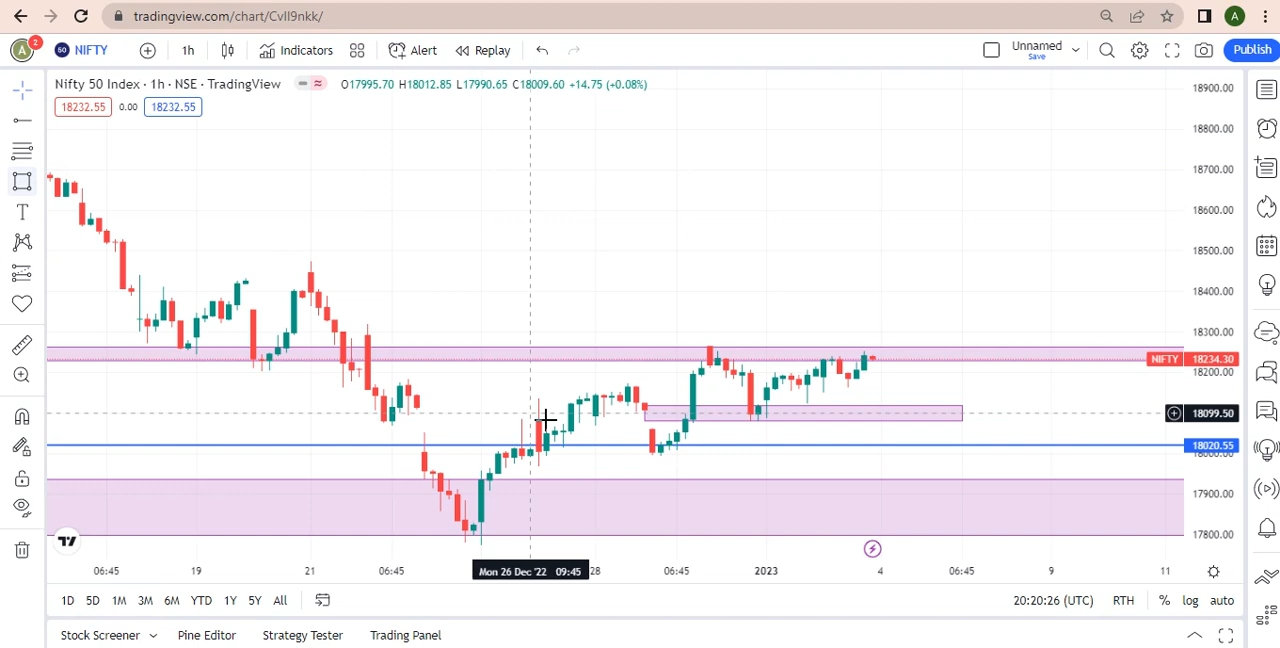 tradingview.com/chart/CvlI9nkk/
A
A 2
50 NIFTY
1h
Indicators
Alert
Replay
Unnamed
Save
Publish
Nifty 50 Index · 1h · NSE · TradingView
O17995.70 H18012.85 L17990.65 C18009.60 +14.75 (+0.08%)
18232.55 0.00 18232.55
18900.00
18800.00
18700.00
18600.00
18500.00
18400.00
18300.00
NIFTY 18234.30
18200.00
18099.50
18020.55
18000.00
17900.00
17800.00
06:45
19
21
06:45
Mon 26 Dec '22 09:45
28
06:45
2023
4
06:45
9
11
1D 5D 1M 3M 6M YTD 1Y 5Y All
20:20:26 (UTC) RTH % log auto
Stock Screener Pine Editor Strategy Tester Trading Panel